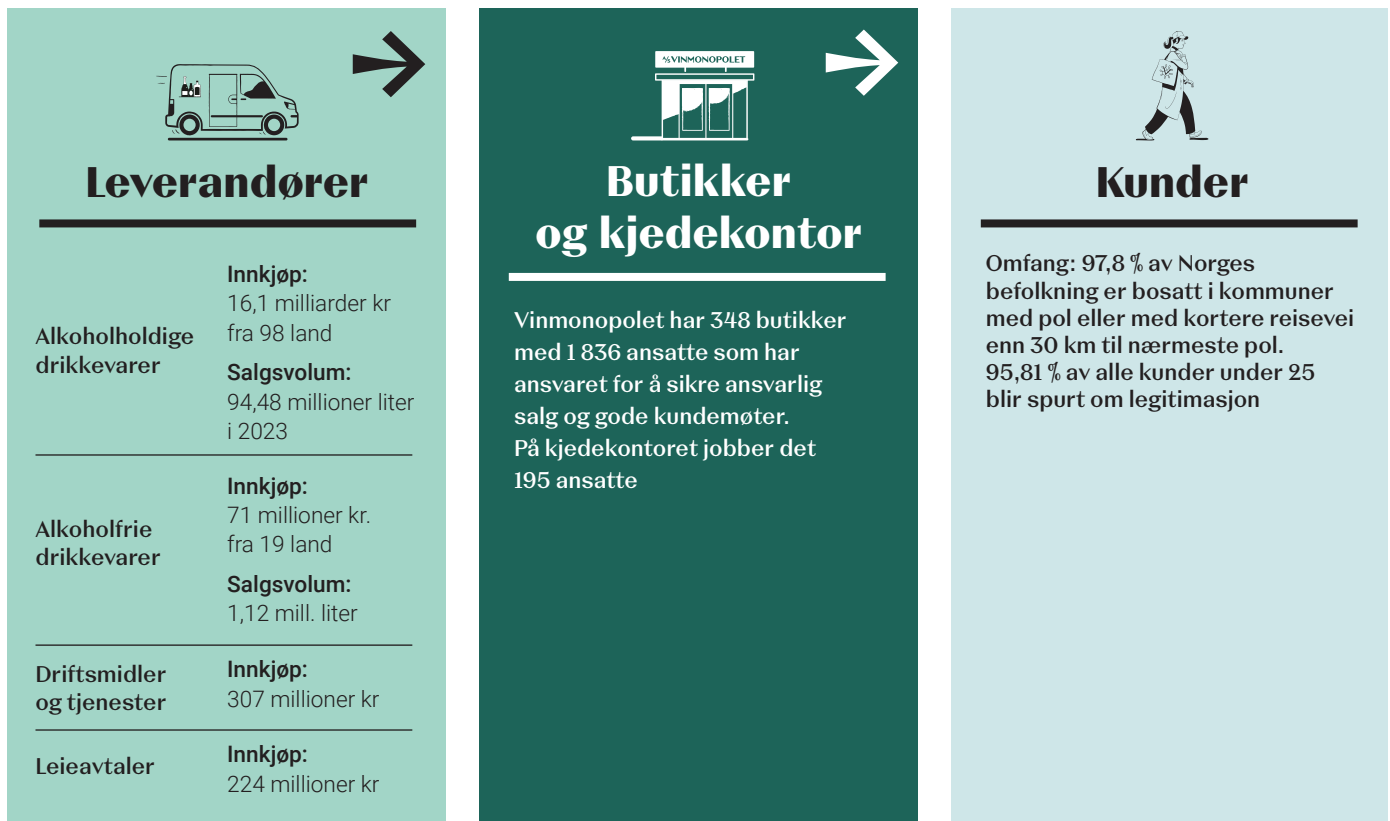 Leverandører
Alkoholholdige
drikkevarer
Innkjøp:
16,1 milliarder kr
fra 98 land
Salgsvolum:
94,48 millioner liter
i 2023
Alkoholfrie
drikkevarer
Innkjøp:
71 millioner kr.
fra 19 land
Salgsvolum:
1,12 mill. liter
Driftsmidler
og tjenester
Innkjøp:
307 millioner kr
Leieavtaler
Innkjøp:
224 millioner kr
A/S VINMONOPOLET
Butikker
og kjedekontor
Vinmonopolet har 348 butikker
med 1 836 ansatte som har
ansvaret for å sikre ansvarlig
salg og gode kundemøter.
På kjedekontoret jobber det
195 ansatte
Kunder
Omfang: 97,8 % av Norges
befolkning er bosatt i kommuner
med pol eller med kortere reisevei
enn 30 km til nærmeste pol.
95,81 % av alle kunder under 25
blir spurt om legitimasjon